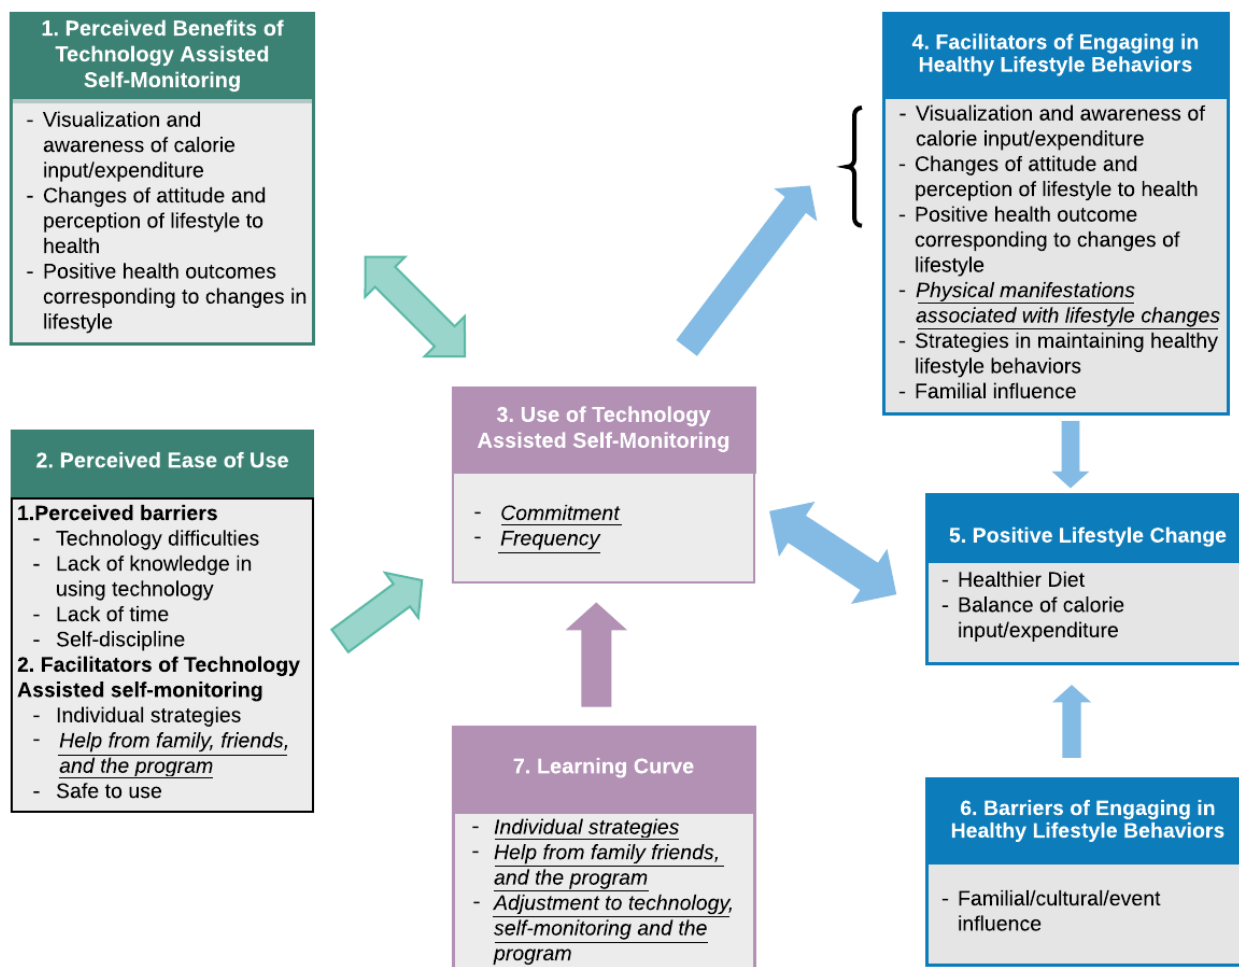 1. Perceived Benefits of
Technology Assisted
Self-Monitoring
- Visualization and
awareness of calorie
input/expenditure
- Changes of attitude and
perception of lifestyle to
health
- Positive health outcomes
corresponding to changes in
lifestyle
2. Perceived Ease of Use
1.Perceived barriers
- Technology difficulties
- Lack of knowledge in
using technology
- Lack of time
- Self-discipline
2. Facilitators of Technology
Assisted self-monitoring
- Individual strategies
- Help from family, friends,
and the program
- Safe to use
3. Use of Technology
Assisted Self-Monitoring
- Commitment
- Frequency
7. Learning Curve
- Individual strategies
- Help from family friends,
and the program
- Adjustment to technology,
self-monitoring and the
program
4. Facilitators of Engaging in
Healthy Lifestyle Behaviors
- Visualization and awareness of
calorie input/expenditure
- Changes of attitude and
perception of lifestyle to health
- Positive health outcome
corresponding to changes of
lifestyle
- Physical manifestations
associated with lifestyle changes
- Strategies in maintaining healthy
lifestyle behaviors
- Familial influence
5. Positive Lifestyle Change
- Healthier Diet
- Balance of calorie
input/expenditure
6. Barriers of Engaging in
Healthy Lifestyle Behaviors
- Familial/cultural/event
influence